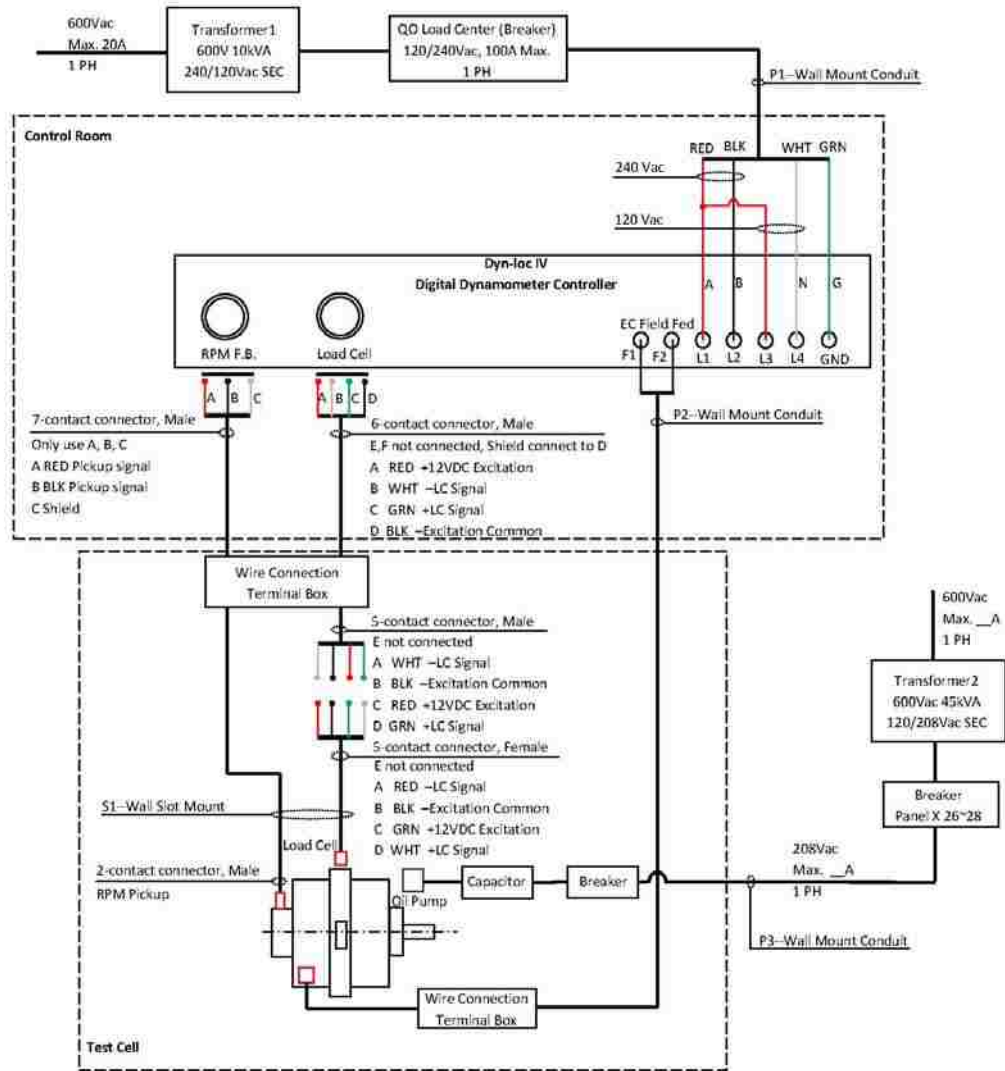 600Vac
Max. 20A
1 PH
Transformer1
600V 10kVA
240/120Vac SEC
QO Load Center (Breaker)
120/240Vac, 100A Max.
1 PH
P1--Wall Mount Conduit
Control Room
RED BLK WHT GRN
240 Vac
120 Vac
Dyn-loc IV
Digital Dynamometer Controller
A B N G
EC Field Fed
RPM F.B.
Load Cell
F1 F2 L1 L2 L3 L4 GND
A B C
A B C D
7-contact connector, Male
Only use A, B, C
A RED Pickup signal
B BLK Pickup signal
C Shield
6-contact connector, Male
E,F not connected, Shield connect to D
A RED +12VDC Excitation
B WHT −LC Signal
C GRN +LC Signal
D BLK −Excitation Common
P2--Wall Mount Conduit
Wire Connection
Terminal Box
5-contact connector, Male
E not connected
A WHT −LC Signal
B BLK −Excitation Common
C RED +12VDC Excitation
D GRN +LC Signal
5-contact connector, Female
E not connected
A RED −LC Signal
B BLK −Excitation Common
C GRN +12VDC Excitation
D WHT +LC Signal
600Vac
Max. __A
1 PH
Transformer2
600Vac 45kVA
120/208Vac SEC
Breaker
Panel X 26~28
S1--Wall Slot Mount
Load Cell
2-contact connector, Male
RPM Pickup
Oil Pump
Capacitor
Breaker
208Vac
Max. __A
1 PH
P3--Wall Mount Conduit
Wire Connection
Terminal Box
Test Cell